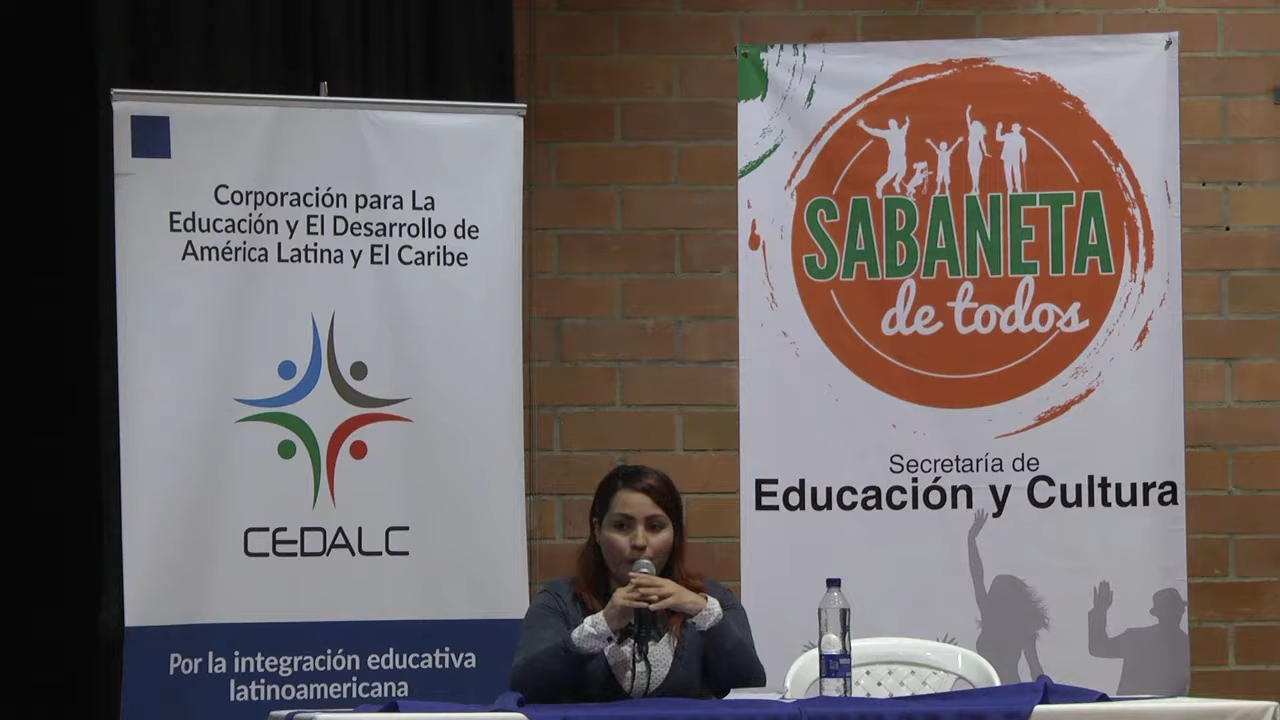 Corporación para La
Educación y El Desarrollo de
América Latina y El Caribe
CEDALC
Por la integración educativa
latinoamericana
SABANETA
de todos
Secretaría de
Educación y Cultura